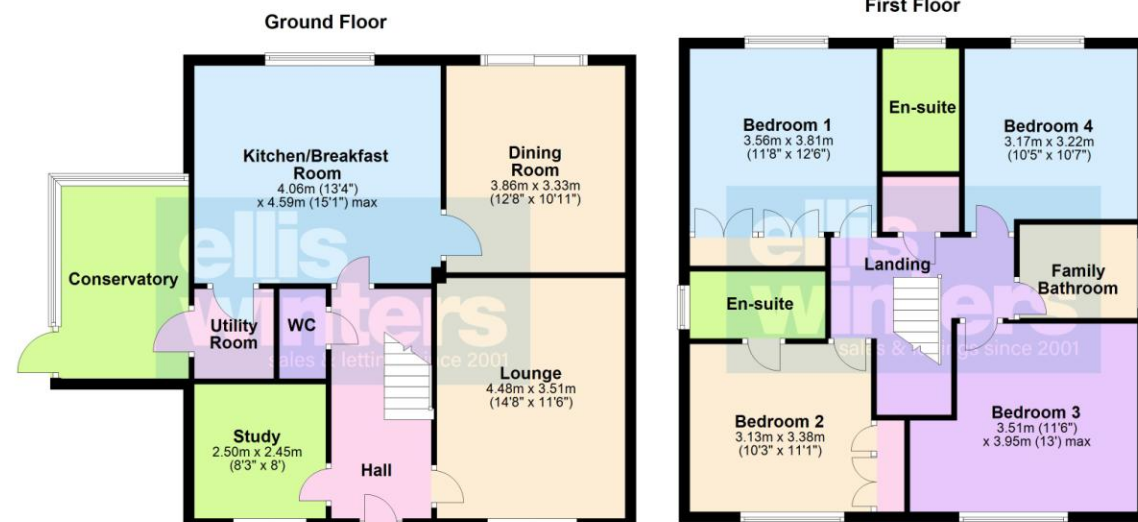 Ground Floor
Kitchen/Breakfast
Room
4.06m (13'4")
x 4.59m (15'1") max
Dining
Room
3.86m x 3.33m
(12'8" x 10'11")
Conservatory
Utility
Room
WC
Lounge
4.48m x 3.51m
(14'8" x 11'6")
Study
2.50m x 2.45m
(8'3" x 8')
Hall
ellis
winters
sales & lettings since 2001
First Floor
Bedroom 1
3.56m x 3.81m
(11'8" x 12'6")
En-suite
Bedroom 4
3.17m x 3.22m
(10'5" x 10'7")
Landing
Family
Bathroom
En-suite
Bedroom 2
3.13m x 3.38m
(10'3" x 11'1")
Bedroom 3
3.51m (11'6")
x 3.95m (13') max
ellis
winters
sales & lettings since 2001